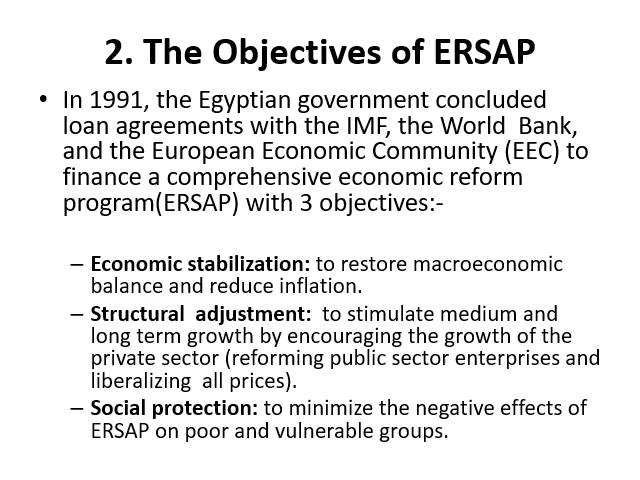 2. The Objectives of ERSAP
• In 1991, the Egyptian government concluded
loan agreements with the IMF, the World  Bank,
and the European Economic Community (EEC) to
finance a comprehensive economic reform
program(ERSAP) with 3 objectives:-
– Economic stabilization: to restore macroeconomic
balance and reduce inflation.
– Structural  adjustment:  to stimulate medium and
long term growth by encouraging the growth of the
private sector (reforming public sector enterprises and
liberalizing  all prices).
– Social protection: to minimize the negative effects of
ERSAP on poor and vulnerable groups.